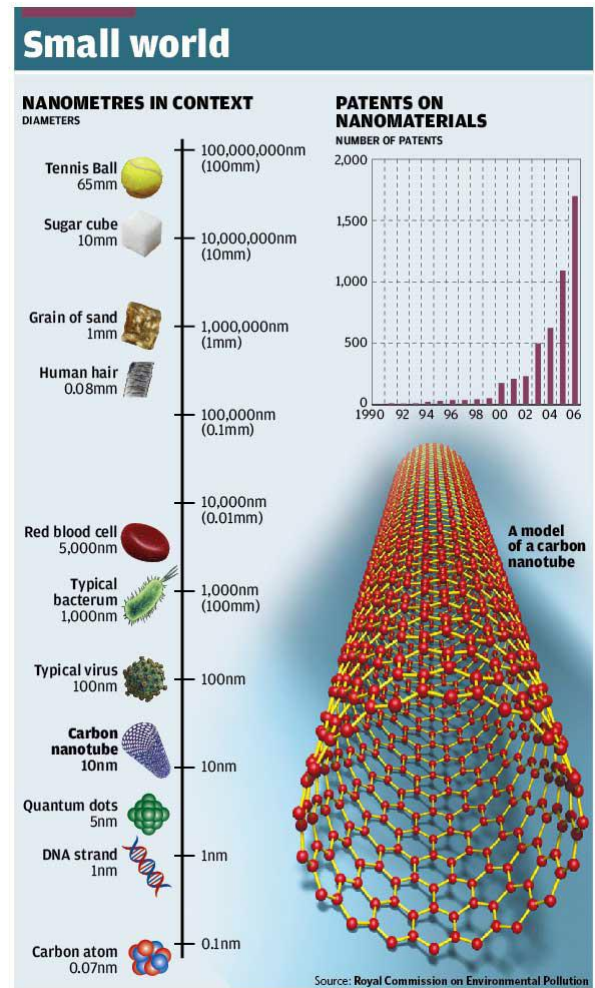 Small world
NANOMETRES IN CONTEXT
DIAMETERS
Tennis Ball
65mm
Sugar cube
10mm
Grain of sand
1mm
Human hair
0.08mm
Red blood cell
5,000nm
Typical
bacterum
1,000nm
Typical virus
100nm
Carbon
nanotube
10nm
Quantum dots
5nm
DNA strand
1nm
Carbon atom
0.07nm
100,000,000nm
(100mm)
10,000,000nm
(10mm)
1,000,000nm
(1mm)
100,000nm
(0.1mm)
10,000nm
(0.01mm)
1,000nm
(100mm)
100nm
10nm
1nm
0.1nm
PATENTS ON
NANOMATERIALS
NUMBER OF PATENTS
2,000
1,500
1,000
500
0
1990 92 94 96 98 00 02 04 06
A model
of a carbon
nanotube
Source: Royal Commission on Environmental Pollution